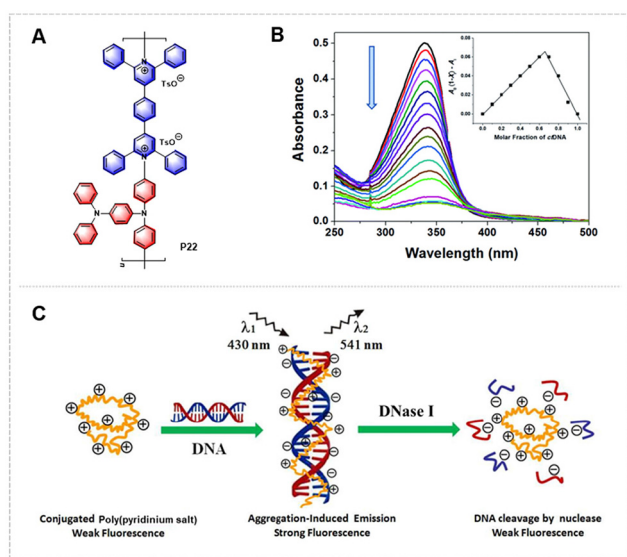 A
N
⊕
TsO⊖
TsO⊖
⊕
N
N
N
n
P22
B
Absorbance
0.5
0.4
0.3
0.2
0.1
0.0
250 300 350 400 450 500
Wavelength (nm)
A0(1-X) - Ai
0.06
0.04
0.02
0.00
0.0 0.2 0.4 0.6 0.8 1.0
Molar Fraction of ctDNA
C
λ1
430 nm
λ2
541 nm
DNA
DNase I
Conjugated Poly(pyridinium salt)
Weak Fluorescence
Aggregation-Induced Emission
Strong Fluorescence
DNA cleavage by nuclease
Weak Fluorescence